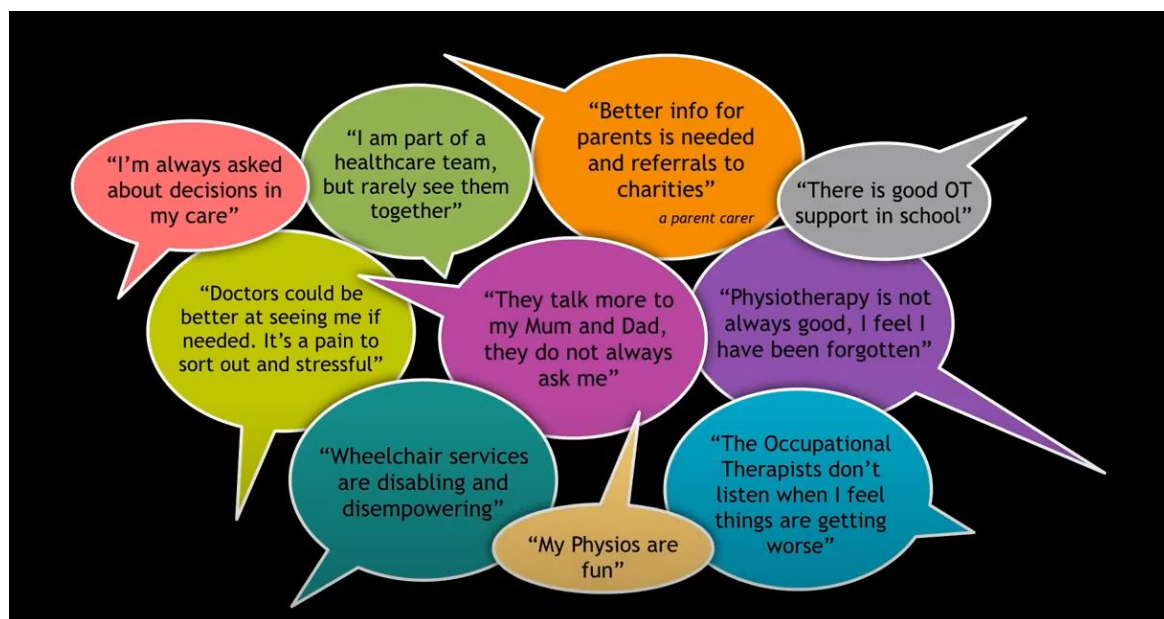 “I’m always asked
about decisions in
my care”
“I am part of a
healthcare team,
but rarely see them
together”
“Better info for
parents is needed
and referrals to
charities”
a parent carer
“There is good OT
support in school”
“Doctors could be
better at seeing me if
needed. It’s a pain to
sort out and stressful”
“They talk more to
my Mum and Dad,
they do not always
ask me”
“Physiotherapy is not
always good, I feel I
have been forgotten”
“Wheelchair services
are disabling and
disempowering”
“My Physios are
fun”
“The Occupational
Therapists don’t
listen when I feel
things are getting
worse”